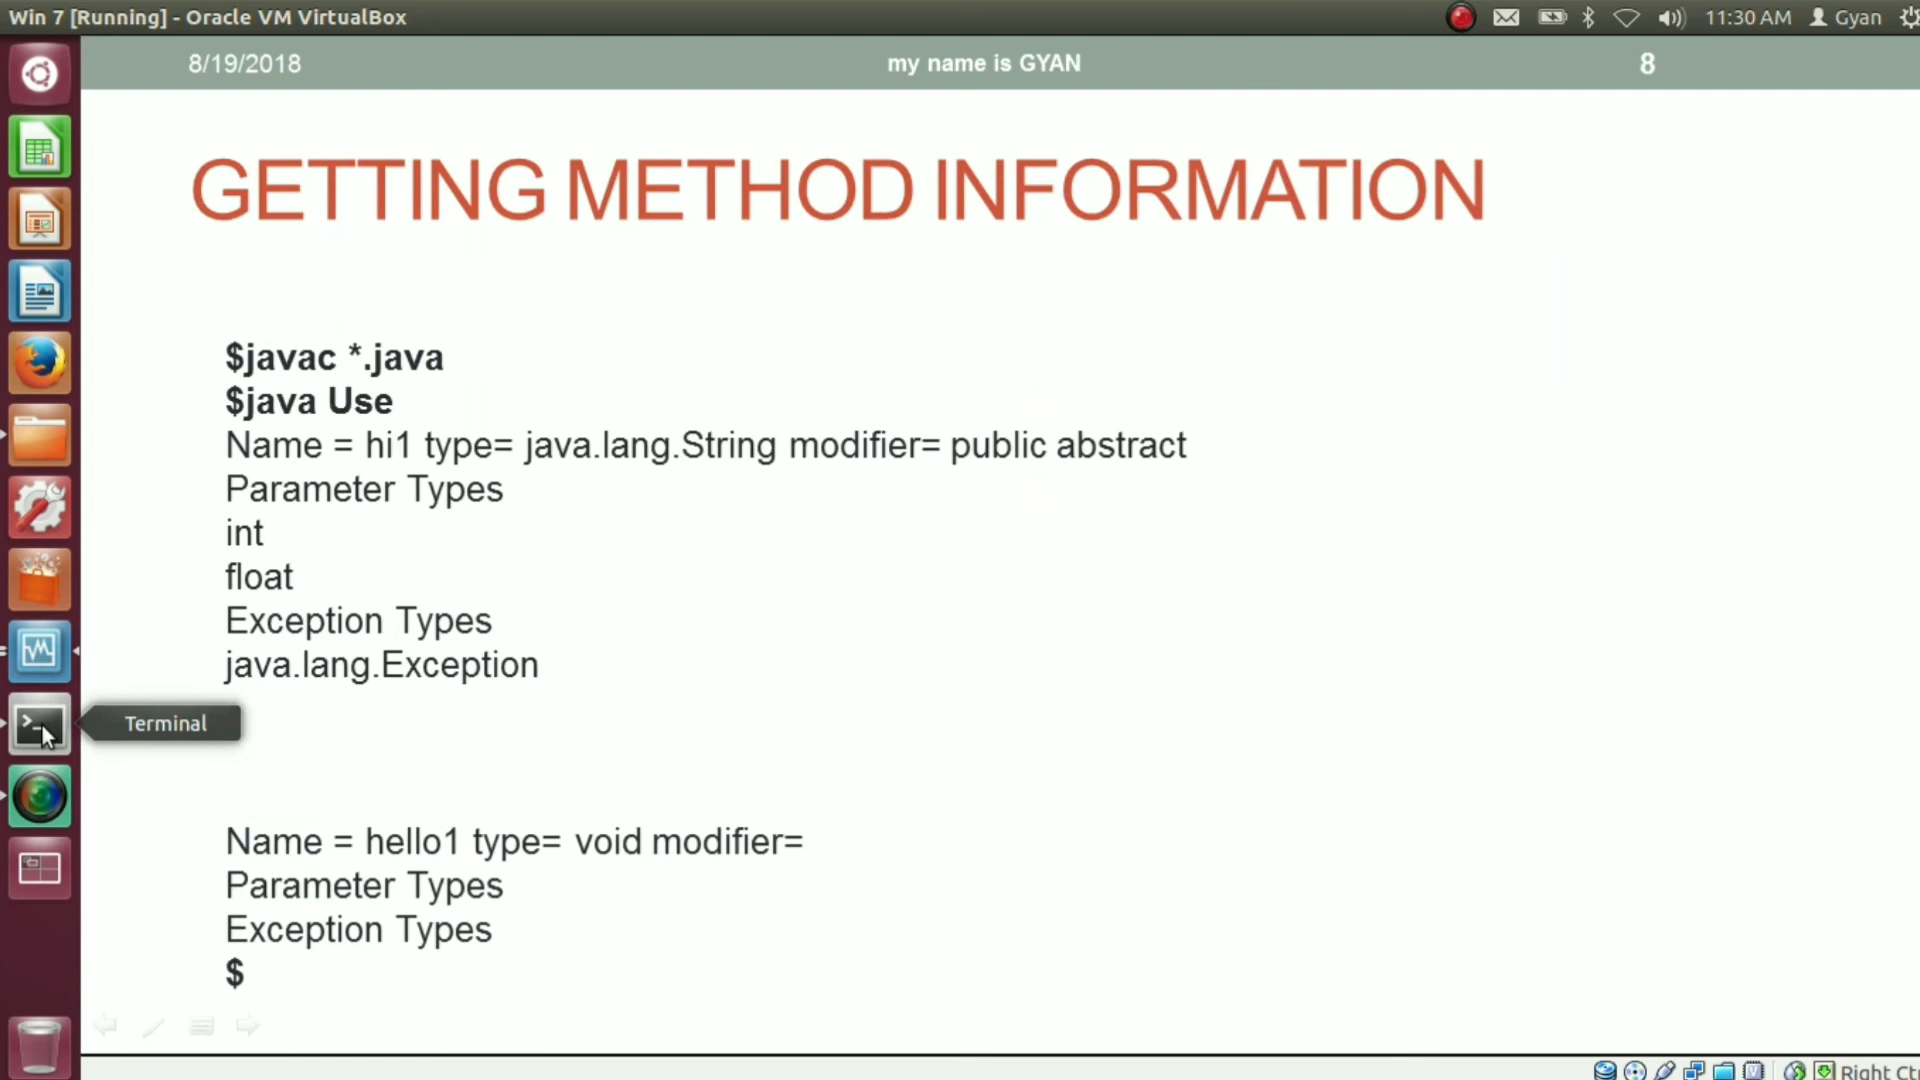 Win 7 [Running] - Oracle VM VirtualBox
11:30 AM Gyan
8/19/2018 my name is GYAN 8
GETTING METHOD INFORMATION
$javac *.java
$java Use
Name = hi1 type= java.lang.String modifier= public abstract
Parameter Types
int
float
Exception Types
java.lang.Exception
Terminal
Name = hello1 type= void modifier=
Parameter Types
Exception Types
$
Right Ct